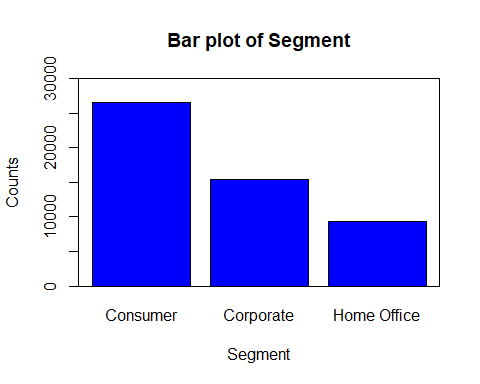 Bar plot of Segment
30000
20000
10000
0
Counts
Consumer Corporate Home Office
Segment